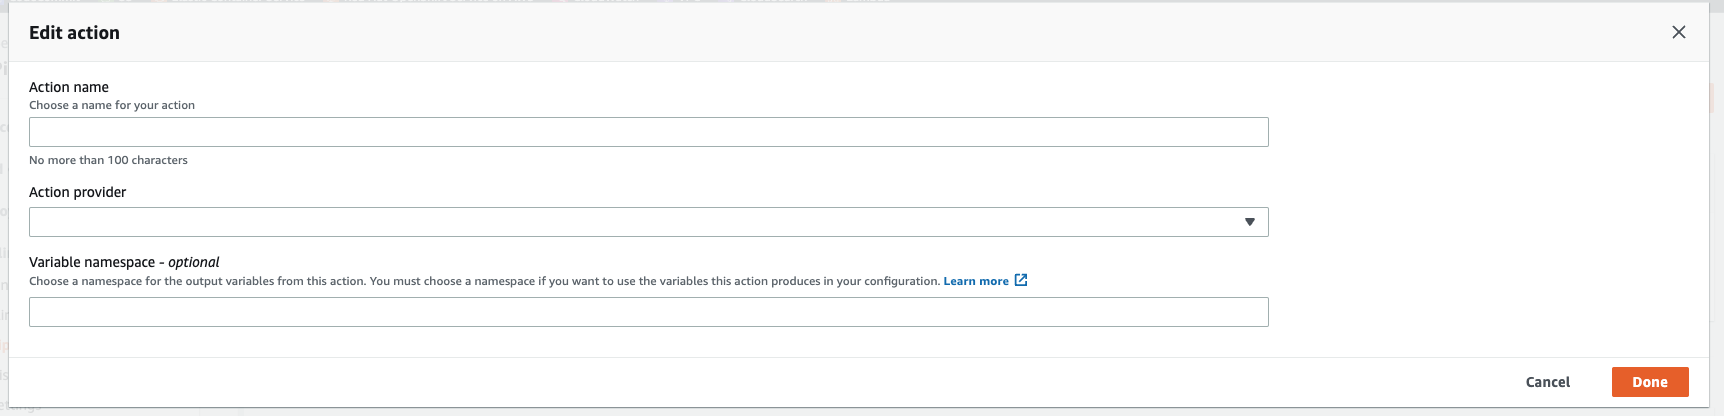 Edit action
Action name
Choose a name for your action
No more than 100 characters
Action provider
Variable namespace - optional
Choose a namespace for the output variables from this action. You must choose a namespace if you want to use the variables this action produces in your configuration. Learn more
Cancel
Done